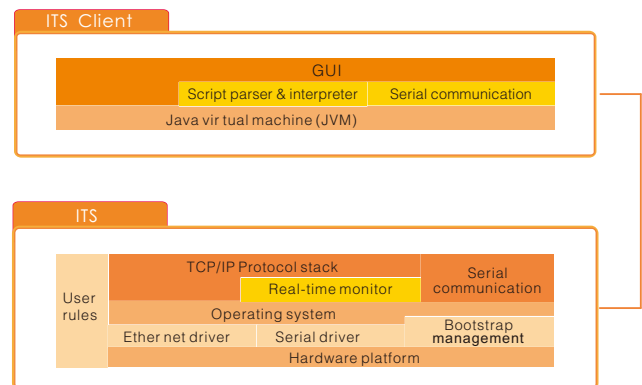 ITS Client
GUI
Script parser & interpreter
Serial communication
Java vir tual machine (JVM)
ITS
User
rules
TCP/IP Protocol stack
Real-time monitor
Serial
communication
Operating system
Ether net driver
Serial driver
Bootstrap
management
Hardware platform